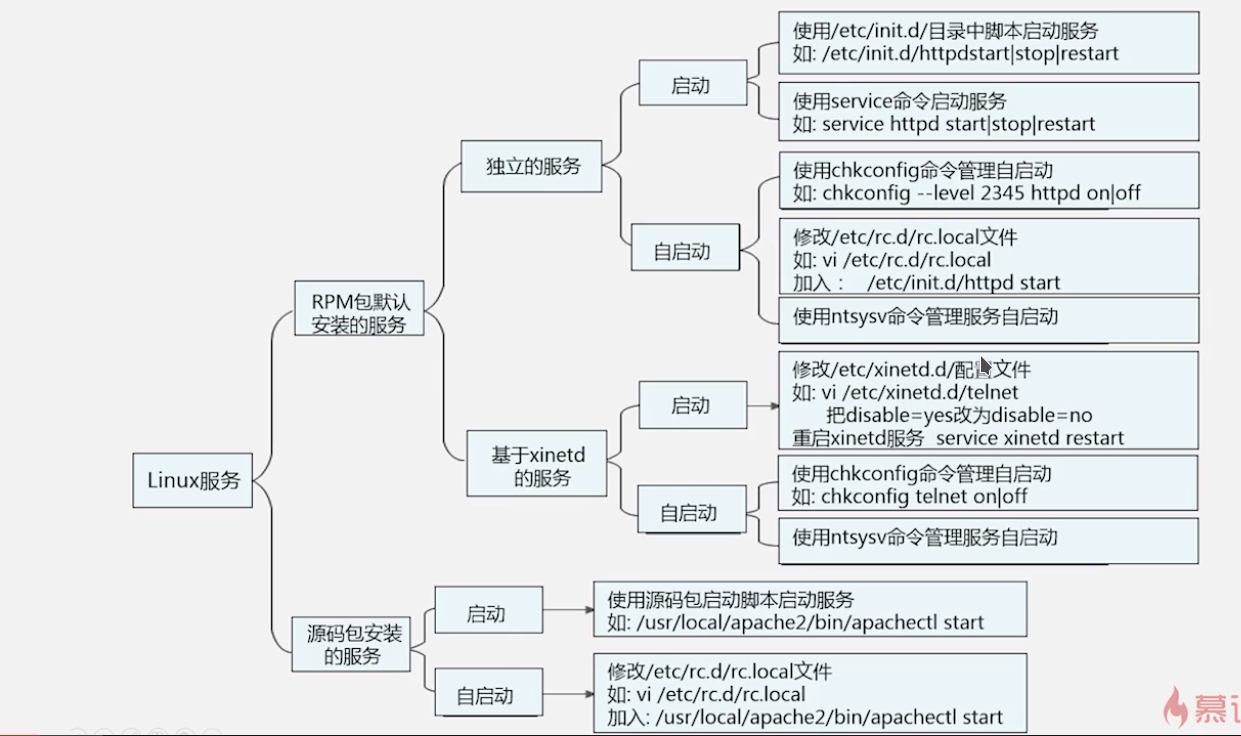 Linux服务
RPM包默认
安装的服务
独立的服务
启动
使用/etc/init.d/目录中脚本启动服务
如: /etc/init.d/httpdstart|stop|restart
使用service命令启动服务
如: service httpd start|stop|restart
自启动
使用chkconfig命令管理自启动
如: chkconfig --level 2345 httpd on|off
修改/etc/rc.d/rc.local文件
如: vi /etc/rc.d/rc.local
加入： /etc/init.d/httpd start
使用ntsysv命令管理服务自启动
基于xinetd
的服务
启动
修改/etc/xinetd.d/配置文件
如: vi /etc/xinetd.d/telnet
把disable=yes改为disable=no
重启xinetd服务 service xinetd restart
自启动
使用chkconfig命令管理自启动
如: chkconfig telnet on|off
使用ntsysv命令管理服务自启动
源码包安装
的服务
启动
使用源码包启动脚本启动服务
如: /usr/local/apache2/bin/apachectl start
自启动
修改/etc/rc.d/rc.local文件
如: vi /etc/rc.d/rc.local
加入: /usr/local/apache2/bin/apachectl start
慕